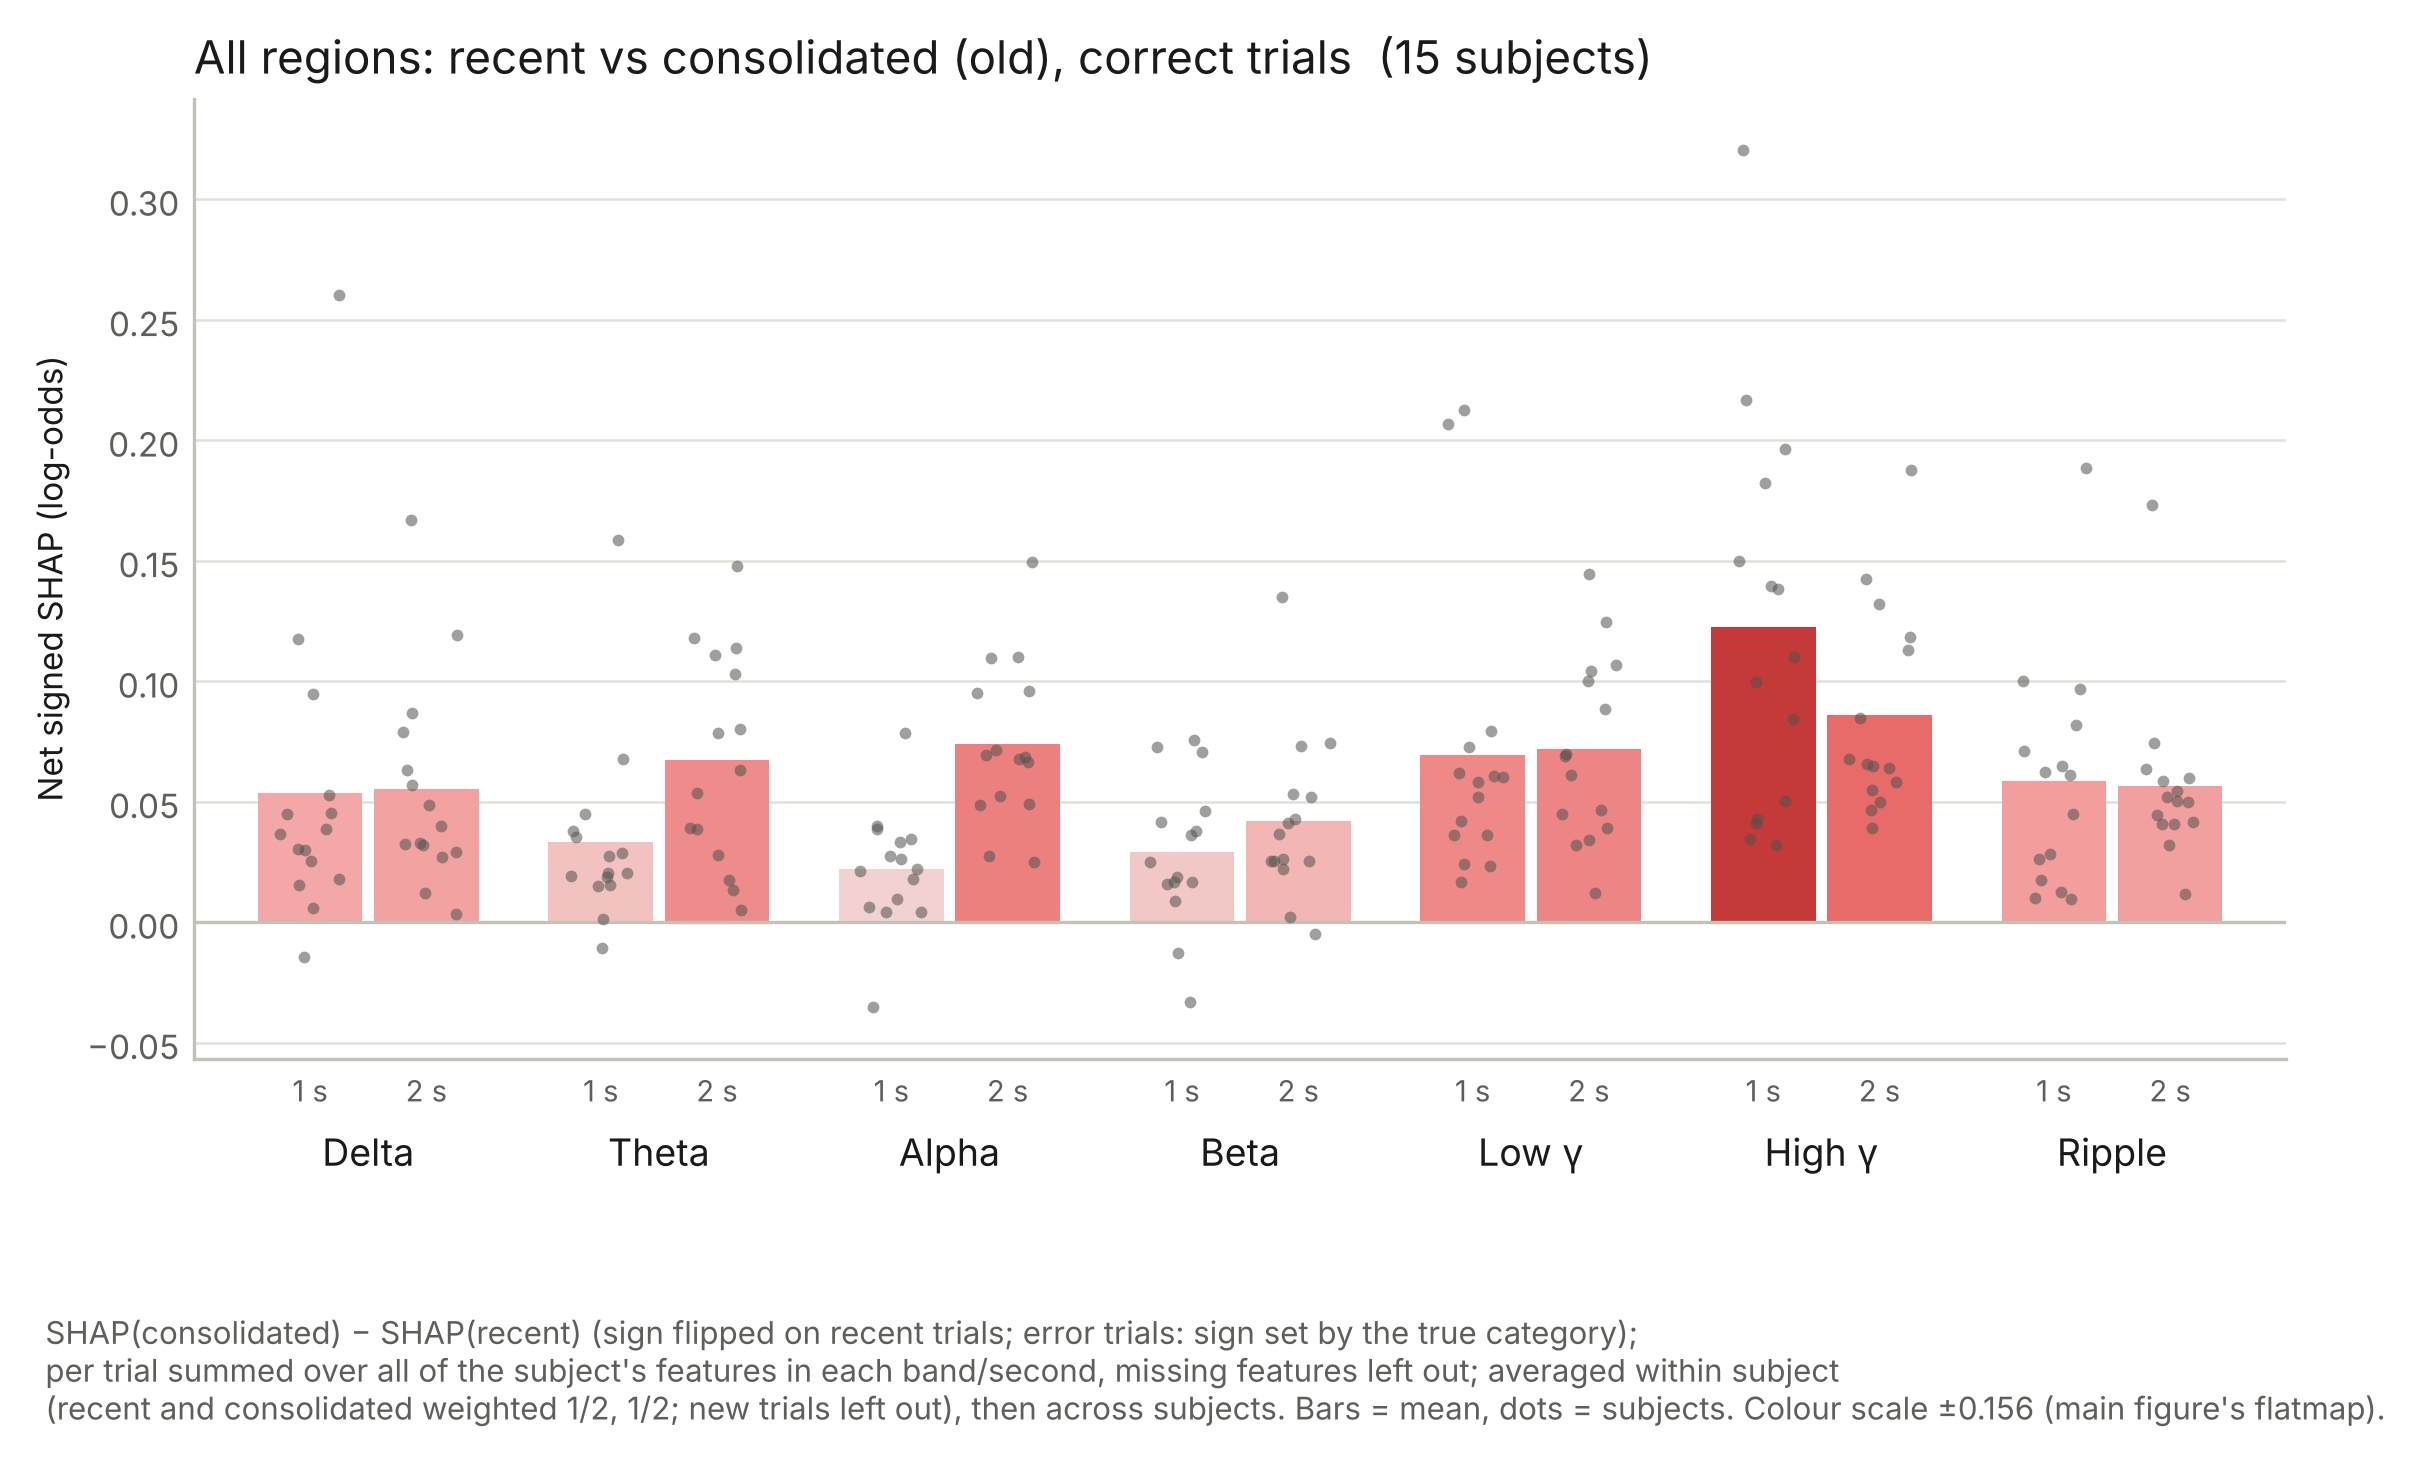 All regions: recent vs consolidated (old), correct trials (15 subjects)
Net signed SHAP (log-odds)
0.30
0.25
0.20
0.15
0.10
0.05
0.00
−0.05
1 s 2 s 1 s 2 s 1 s 2 s 1 s 2 s 1 s 2 s 1 s 2 s 1 s 2 s
Delta Theta Alpha Beta Low γ High γ Ripple
SHAP(consolidated) − SHAP(recent) (sign flipped on recent trials; error trials: sign set by the true category);
per trial summed over all of the subject's features in each band/second, missing features left out; averaged within subject
(recent and consolidated weighted 1/2, 1/2; new trials left out), then across subjects. Bars = mean, dots = subjects. Colour scale ±0.156 (main figure's flatmap).